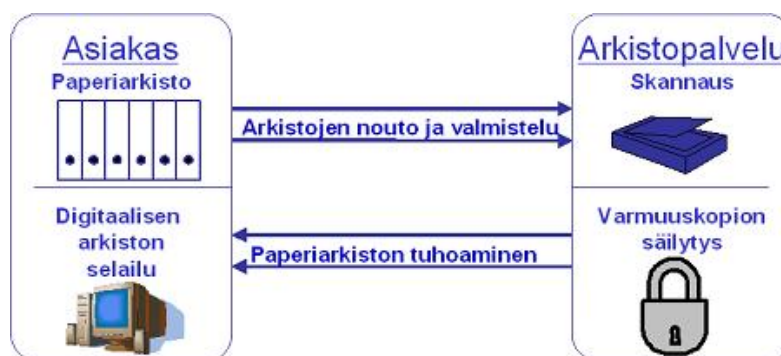 Asiakas
Paperiarkisto
Arkistojen nouto ja valmistelu
Arkistopalvelu
Skannaus
Digitaalisen
arkiston
selailu
Paperiarkiston tuhoaminen
Varmuuskopion
säilytys